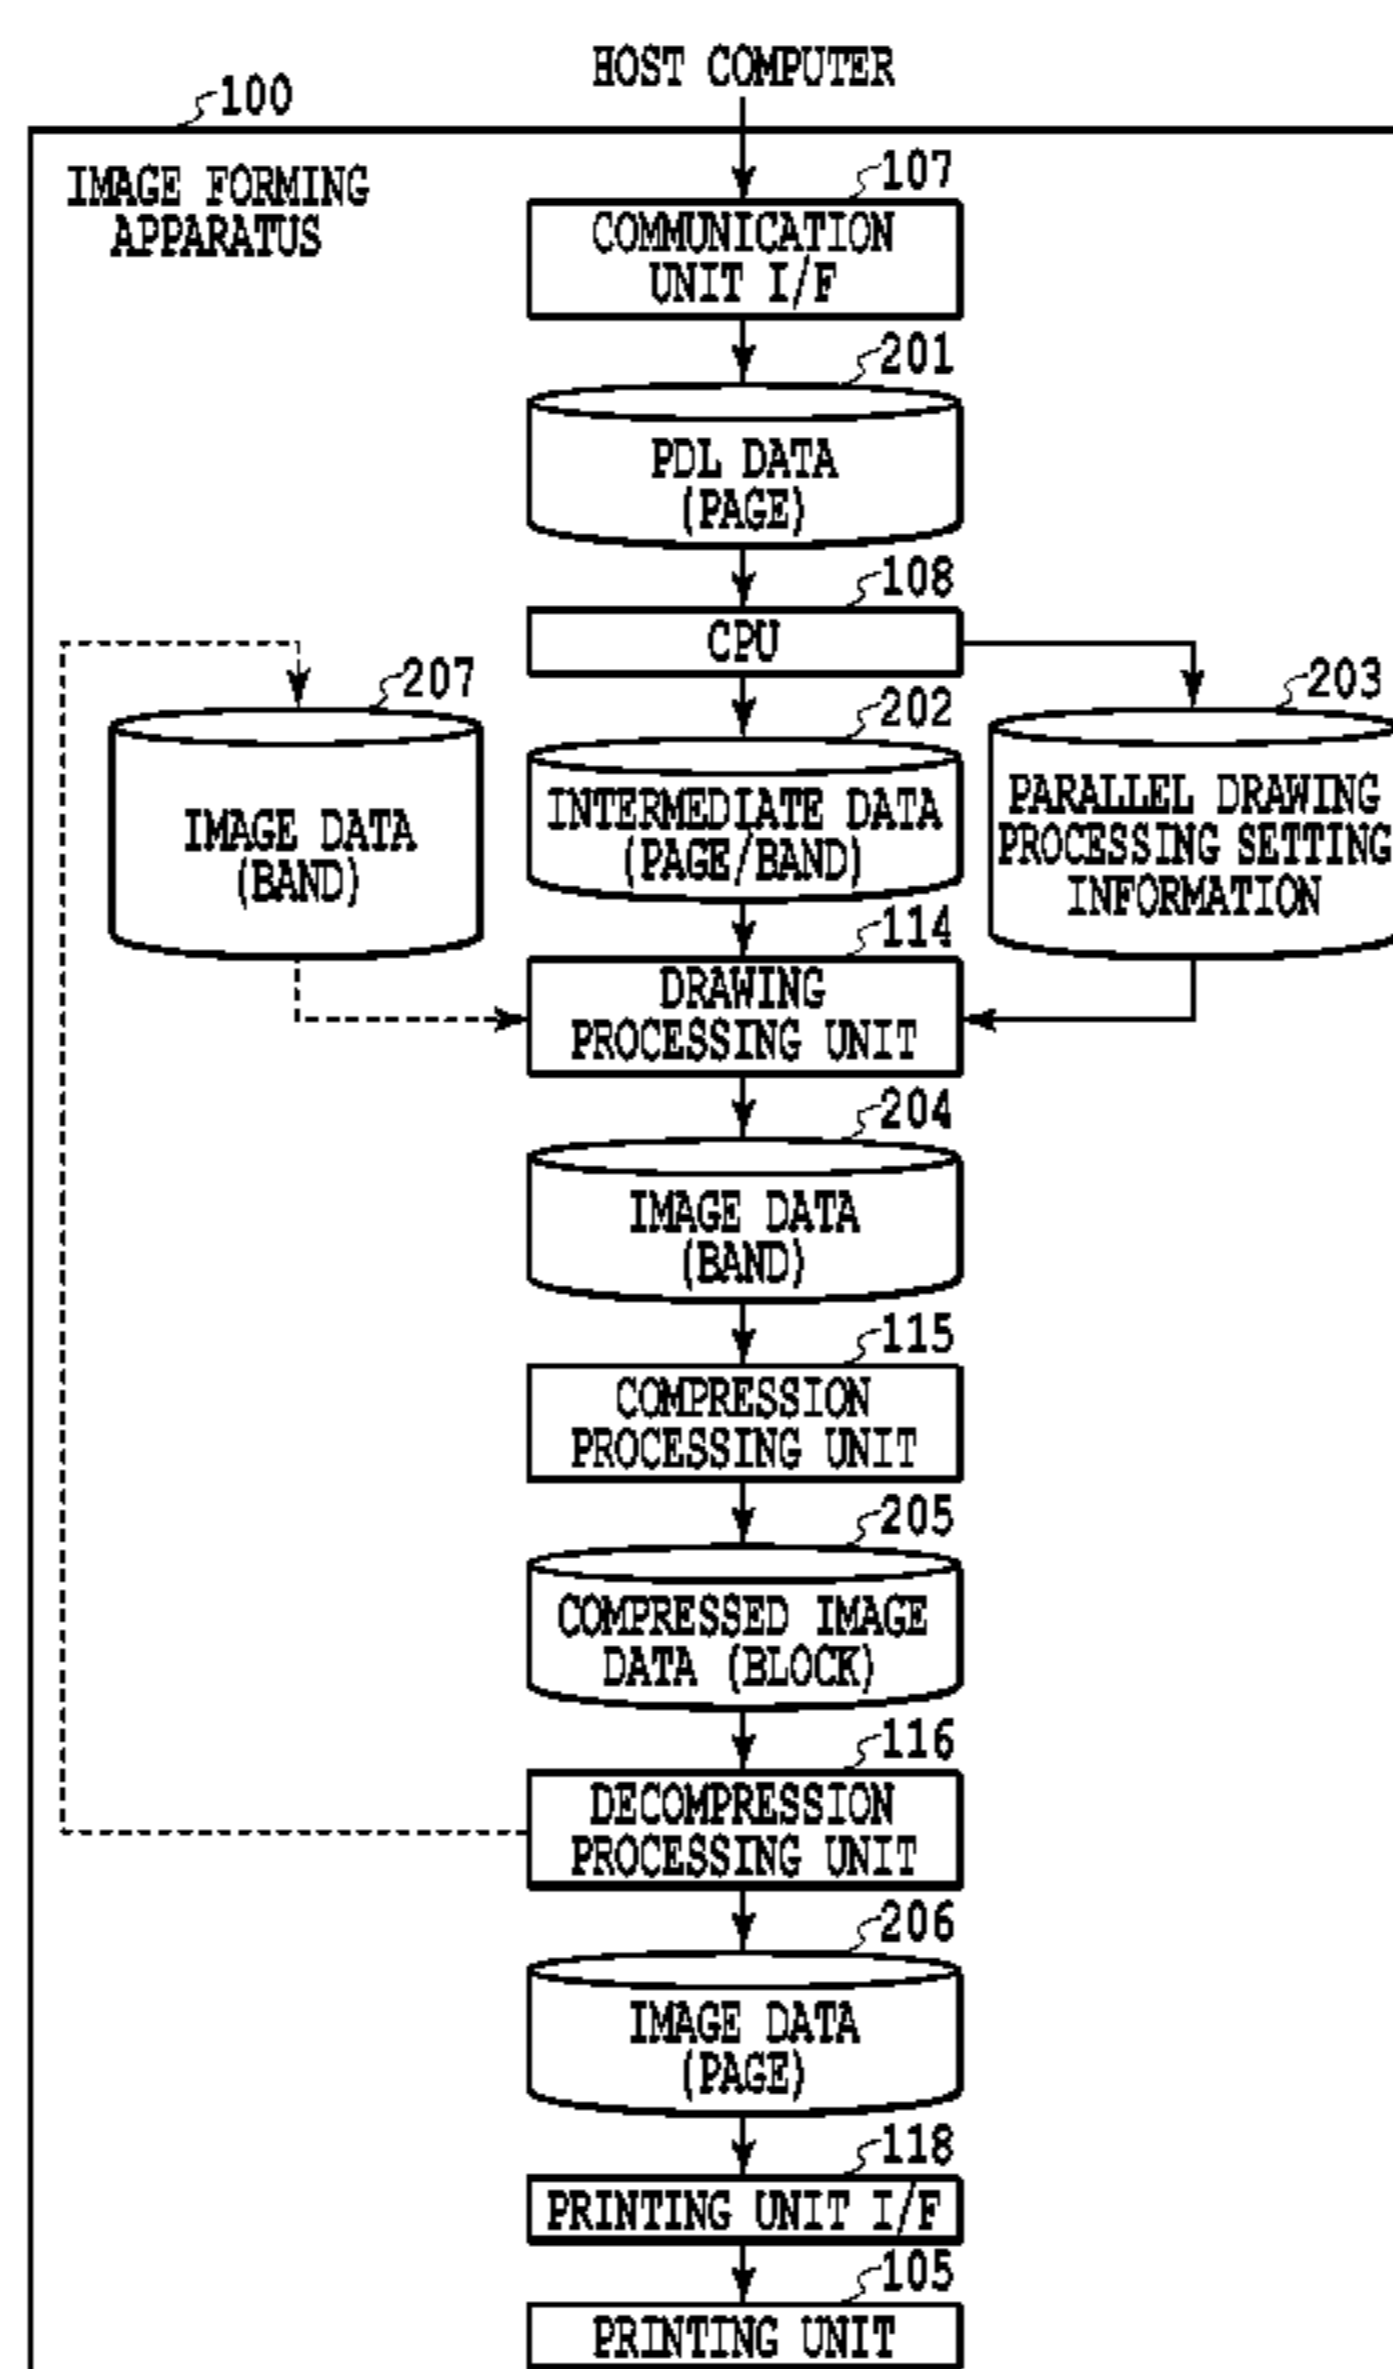 HOST COMPUTER
100
IMAGE FORMING
APPARATUS
107
COMMUNICATION
UNIT I/F
201
PDL DATA
(PAGE)
108
CPU
207
IMAGE DATA
(BAND)
202
INTERMEDIATE DATA
(PAGE/BAND)
203
PARALLEL DRAWING
PROCESSING SETTING
INFORMATION
114
DRAWING
PROCESSING UNIT
204
IMAGE DATA
(BAND)
115
COMPRESSION
PROCESSING UNIT
205
COMPRESSED IMAGE
DATA (BLOCK)
116
DECOMPRESSION
PROCESSING UNIT
206
IMAGE DATA
(PAGE)
118
PRINTING UNIT I/F
105
PRINTING UNIT